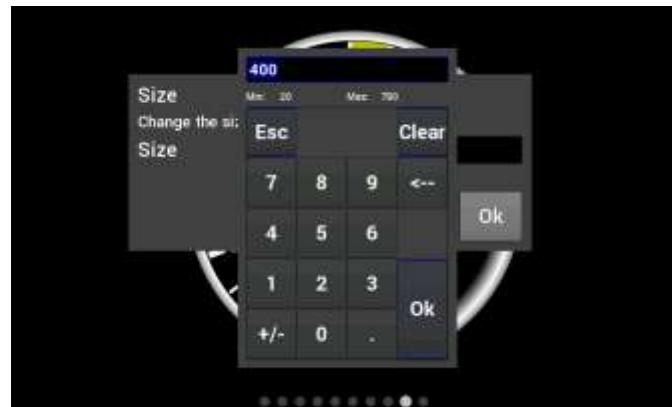 400
Min: 20 Max: 700
Size
Change the si:
Size
Esc Clear
7 8 9 <--
4 5 6
1 2 3
Ok
+/- 0 .
Ok